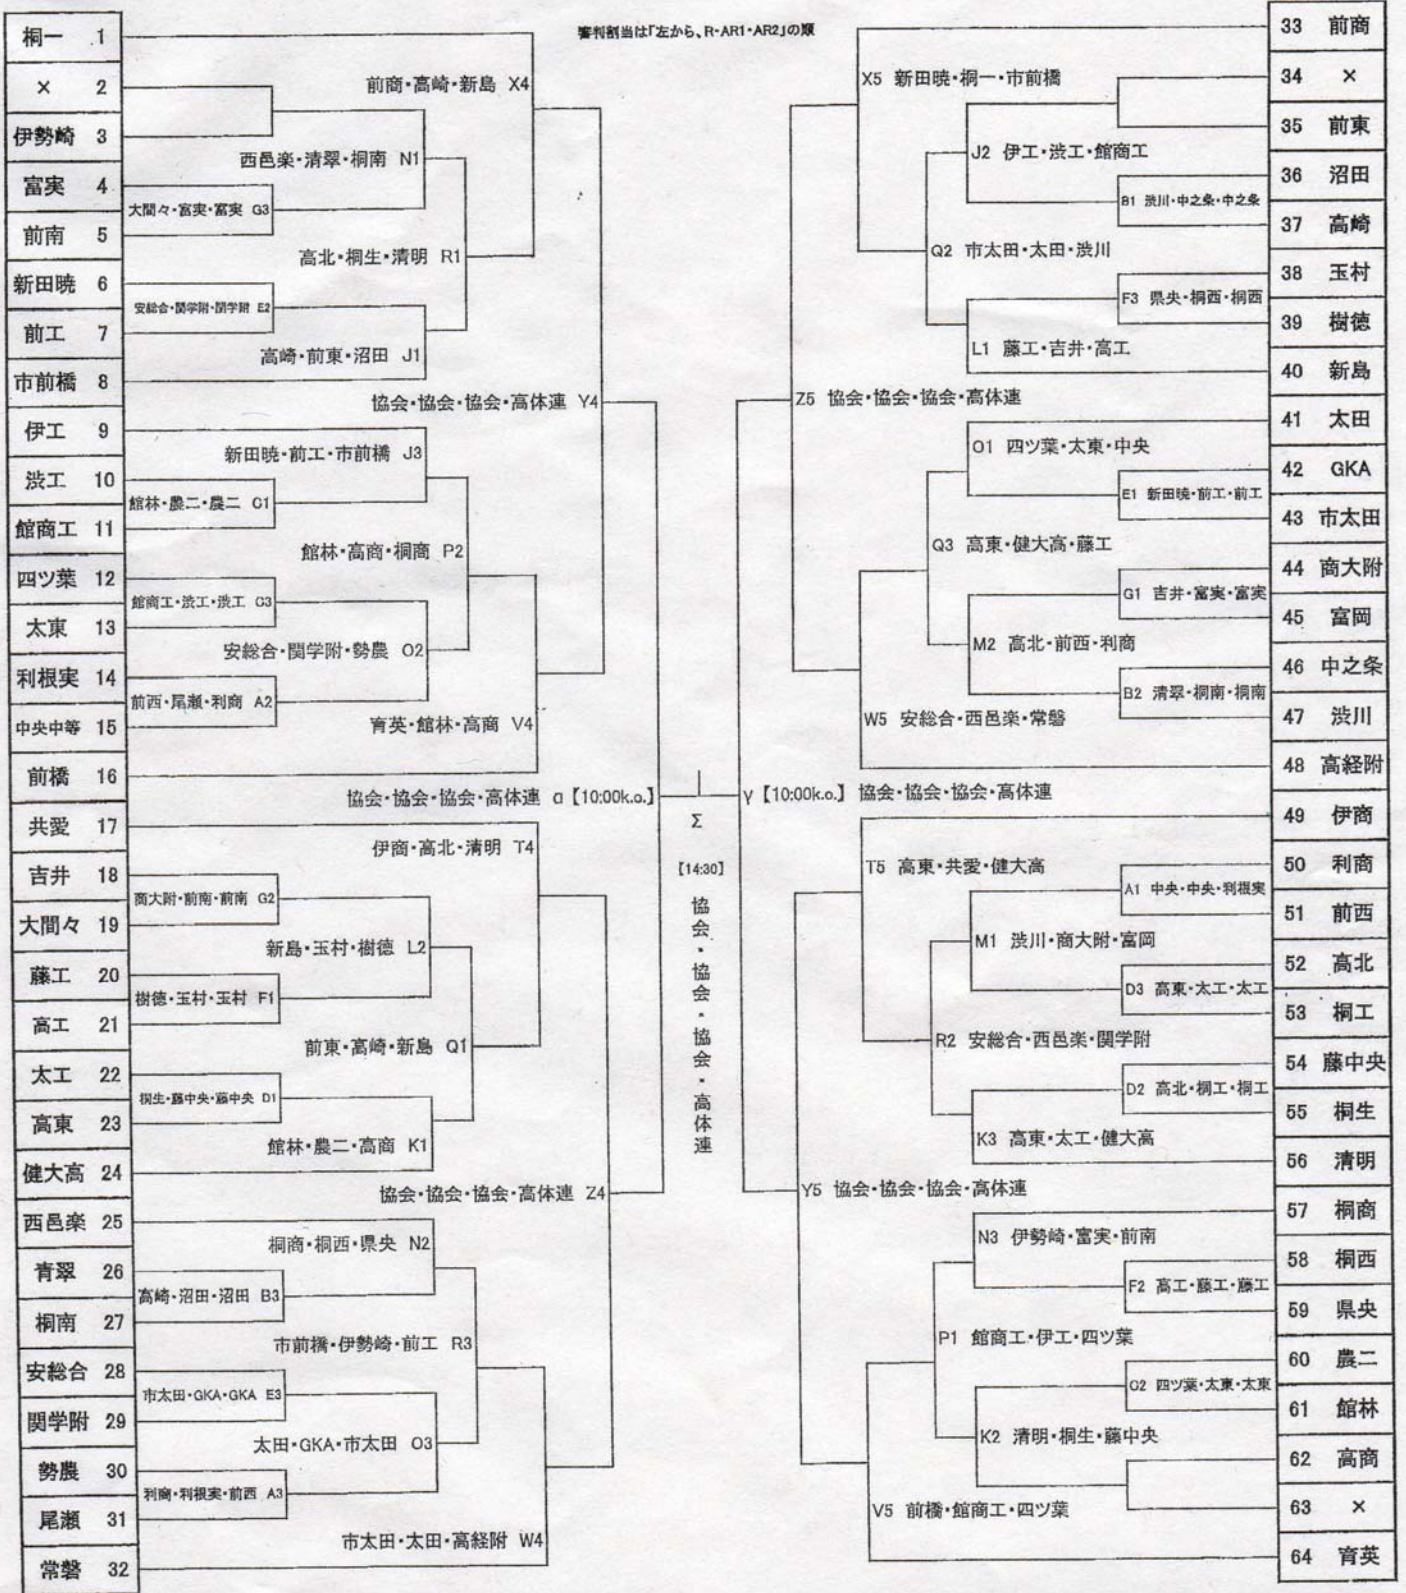 審判割当は「左から、R・AR1・AR2」の順
桐一 1
× 2
伊勢崎 3
富実 4
前南 5
新田暁 6
前工 7
市前橋 8
伊工 9
渋工 10
館商工 11
四ツ葉 12
太東 13
利根実 14
中央中等 15
前橋 16
共愛 17
吉井 18
大間々 19
藤工 20
高工 21
太工 22
高東 23
健大高 24
西邑楽 25
青翠 26
桐南 27
安総合 28
関学附 29
勢農 30
尾瀬 31
常磐 32
前商・高崎・新島 X4
西邑楽・清翠・桐南 N1
大間々・富実・富実 G3
高北・桐生・清明 R1
安総合・関学附・関学附 E2
高崎・前東・沼田 J1
協会・協会・協会・高体連 Y4
新田暁・前工・市前橋 J3
館林・農二・農二 C1
館林・高商・桐商 P2
館商工・渋工・渋工 C3
安総合・関学附・勢農 O2
前西・尾瀬・利商 A2
育英・館林・高商 V4
協会・協会・協会・高体連 α【10:00k.o.】
伊商・高北・清明 T4
商大附・前南・前南 G2
新島・玉村・樹徳 L2
樹徳・玉村・玉村 F1
前東・高崎・新島 Q1
桐生・藤中央・藤中央 D1
館林・農二・高商 K1
協会・協会・協会・高体連 Z4
桐商・桐西・県央 N2
高崎・沼田・沼田 B3
市前橋・伊勢崎・前工 R3
市太田・GKA・GKA E3
太田・GKA・市太田 O3
利商・利根実・前西 A3
市太田・太田・高経附 W4
Σ
【14:30】
協会・協会・協会・高体連
X5 新田暁・桐一・市前橋
J2 伊工・渋工・館商工
B1 渋川・中之条・中之条
Q2 市太田・太田・渋川
F3 県央・桐西・桐西
L1 藤工・吉井・高工
Z5 協会・協会・協会・高体連
O1 四ツ葉・太東・中央
E1 新田暁・前工・前工
Q3 高東・健大高・藤工
G1 吉井・富実・富実
M2 高北・前西・利商
B2 清翠・桐南・桐南
W5 安総合・西邑楽・常磐
γ【10:00k.o.】 協会・協会・協会・高体連
T5 高東・共愛・健大高
A1 中央・中央・利根実
M1 渋川・商大附・富岡
D3 高東・太工・太工
R2 安総合・西邑楽・関学附
D2 高北・桐工・桐工
K3 高東・太工・健大高
Y5 協会・協会・協会・高体連
N3 伊勢崎・富実・前南
F2 高工・藤工・藤工
P1 館商工・伊工・四ツ葉
C2 四ツ葉・太東・太東
K2 清明・桐生・藤中央
V5 前橋・館商工・四ツ葉
33 前商
34 ×
35 前東
36 沼田
37 高崎
38 玉村
39 樹徳
40 新島
41 太田
42 GKA
43 市太田
44 商大附
45 富岡
46 中之条
47 渋川
48 高経附
49 伊商
50 利商
51 前西
52 高北
53 桐工
54 藤中央
55 桐生
56 清明
57 桐商
58 桐西
59 県央
60 農二
61 館林
62 高商
63 ×
64 育英